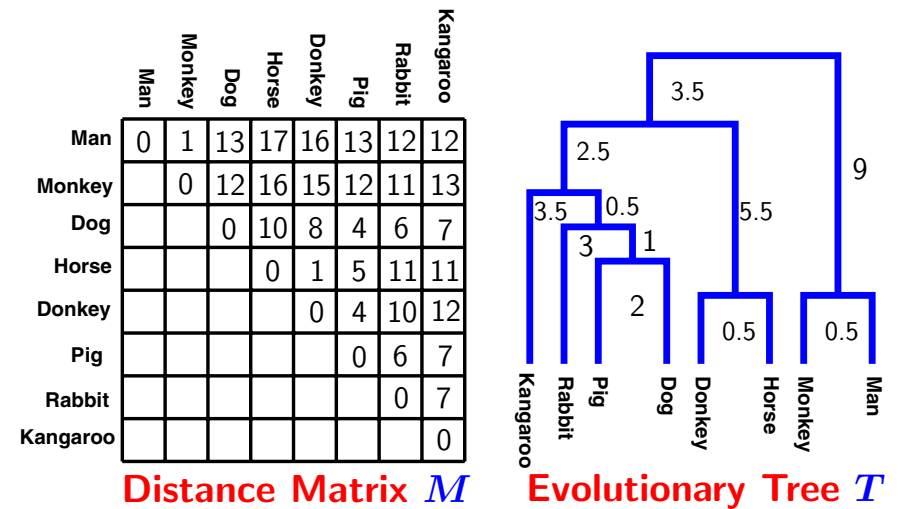 Man Monkey Dog Horse Donkey Pig Rabbit Kangaroo
Man 0 1 13 17 16 13 12 12
Monkey 0 12 16 15 12 11 13
Dog 0 10 8 4 6 7
Horse 0 1 5 11 11
Donkey 0 4 10 12
Pig 0 6 7
Rabbit 0 7
Kangaroo 0
Distance Matrix M
3.5
2.5
9
3.5 0.5 5.5
3 1
2
0.5 0.5
Kangaroo Rabbit Pig Dog Donkey Horse Monkey Man
Evolutionary Tree T